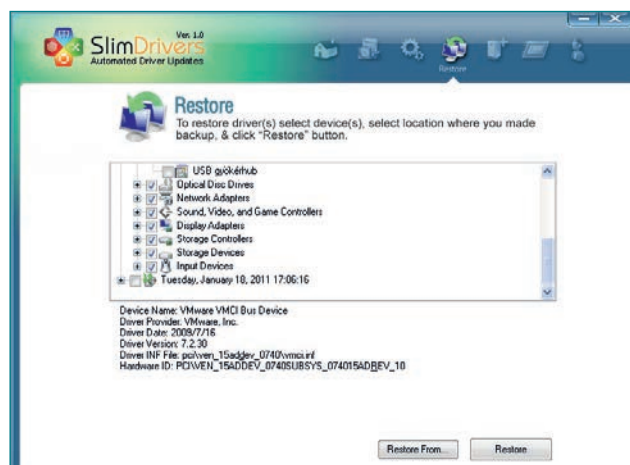 Ver. 1.0
SlimDrivers
Automated Driver Updates
Restore
Restore
To restore driver(s) select device(s), select location where you made
backup, & click "Restore" button.
USB gyökérhub
Optical Disc Drives
Network Adapters
Sound, Video, and Game Controllers
Display Adapters
Storage Controllers
Storage Devices
Input Devices
Tuesday, January 18, 2011 17:06:16
Device Name: VMware VMCI Bus Device
Driver Provider: VMware, Inc.
Driver Date: 2009/7/16
Driver Version: 7.2.30
Driver INF File: pci\ven_15addev_0740\vmci.inf
Hardware ID: PCI\VEN_15ADDEV_0740SUBSYS_074015ADREV_10
Restore From...
Restore